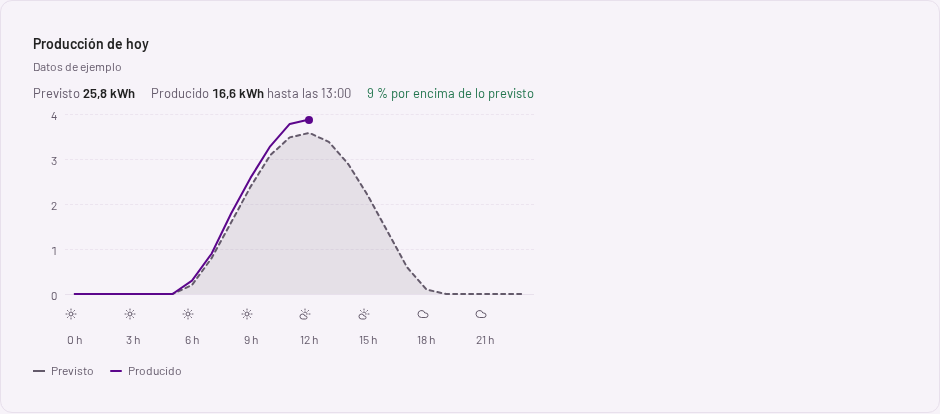 Producción de hoy
Datos de ejemplo
Previsto 25,8 kWh Producido 16,6 kWh hasta las 13:00 9 % por encima de lo previsto
4
3
2
1
0
0 h 3 h 6 h 9 h 12 h 15 h 18 h 21 h
Previsto Producido